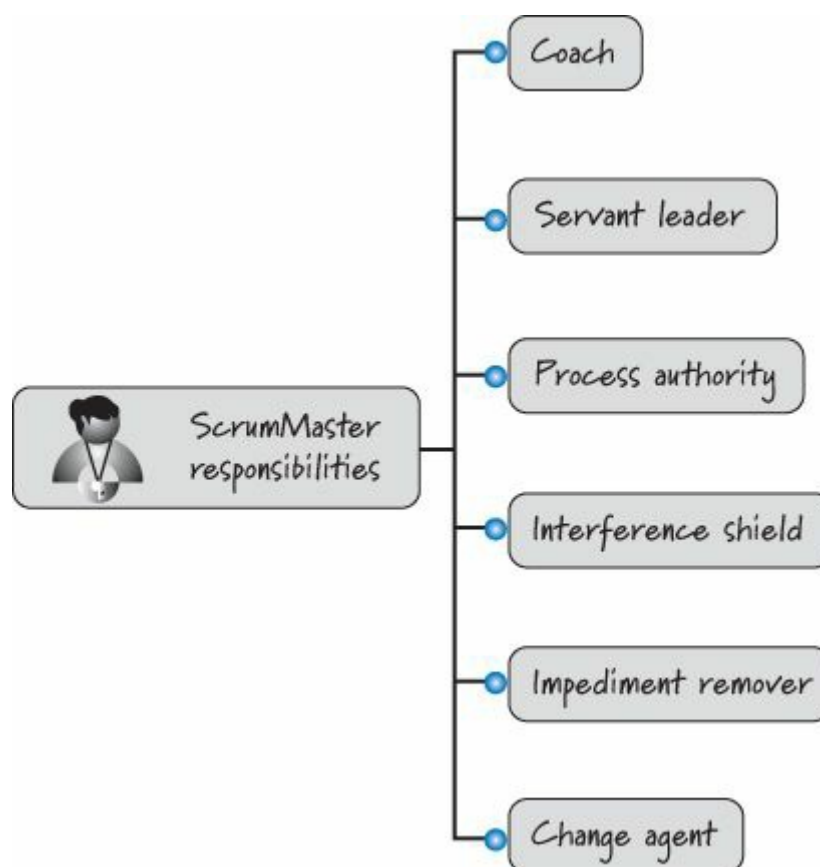 Coach
Servant leader
Process authority
ScrumMaster
responsibilities
Interference shield
Impediment remover
Change agent